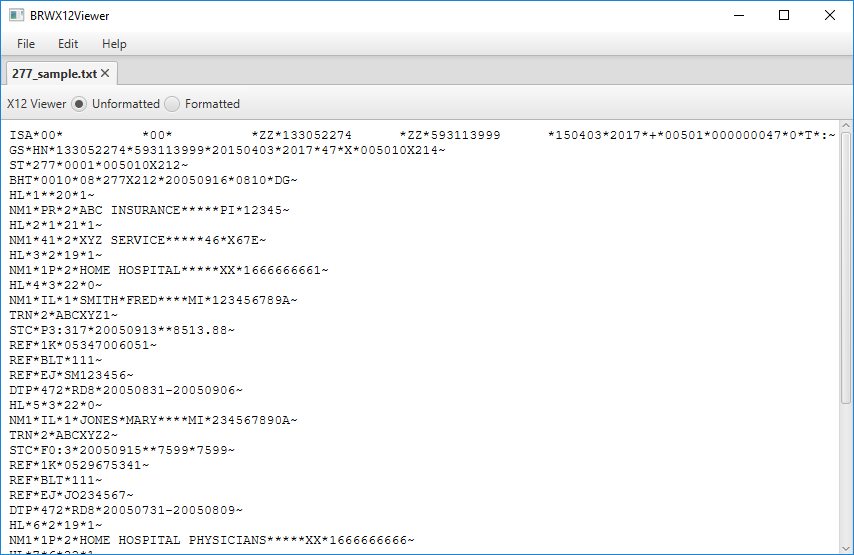 BRWX12Viewer
File Edit Help
277_sample.txt
X12 Viewer Unformatted Formatted
ISA*00*          *00*          *ZZ*133052274      *ZZ*593113999      *150403*2017*+*00501*000000047*0*T*:~
GS*HN*133052274*593113999*20150403*2017*47*X*005010X214~
ST*277*0001*005010X212~
BHT*0010*08*277X212*20050916*0810*DG~
HL*1**20*1~
NM1*PR*2*ABC INSURANCE*****PI*12345~
HL*2*1*21*1~
NM1*41*2*XYZ SERVICE*****46*X67E~
HL*3*2*19*1~
NM1*1P*2*HOME HOSPITAL*****XX*1666666661~
HL*4*3*22*0~
NM1*IL*1*SMITH*FRED****MI*123456789A~
TRN*2*ABCXYZ1~
STC*P3:317*20050913**8513.88~
REF*1K*05347006051~
REF*BLT*111~
REF*EJ*SM123456~
DTP*472*RD8*20050831-20050906~
HL*5*3*22*0~
NM1*IL*1*JONES*MARY****MI*234567890A~
TRN*2*ABCXYZ2~
STC*F0:3*20050915**7599*7599~
REF*1K*0529675341~
REF*BLT*111~
REF*EJ*JO234567~
DTP*472*RD8*20050731-20050809~
HL*6*2*19*1~
NM1*1P*2*HOME HOSPITAL PHYSICIANS*****XX*1666666666~